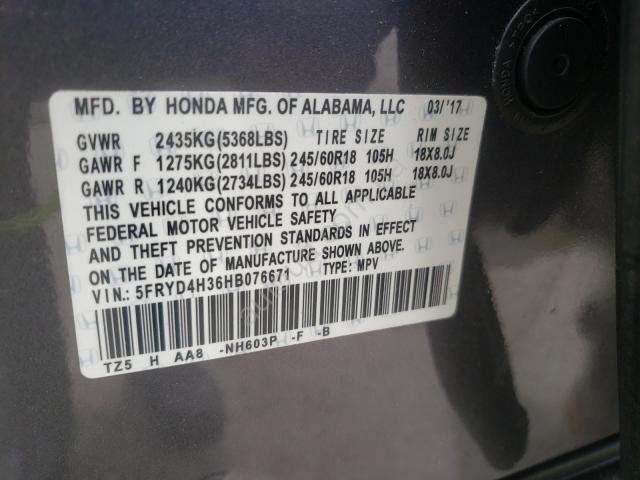 MFD. BY HONDA MFG. OF ALABAMA, LLC 03/'17
GVWR 2435KG(5368LBS) TIRE SIZE RIM SIZE
GAWR F 1275KG(2811LBS) 245/60R18 105H 18X8.0J
GAWR R 1240KG(2734LBS) 245/60R18 105H 18X8.0J
THIS VEHICLE CONFORMS TO ALL APPLICABLE
FEDERAL MOTOR VEHICLE SAFETY
AND THEFT PREVENTION STANDARDS IN EFFECT
ON THE DATE OF MANUFACTURE SHOWN ABOVE.
VIN.: 5FRYD4H36HB076671 TYPE: MPV
TZ5 H AA8 -NH603P -F -B
HONDA